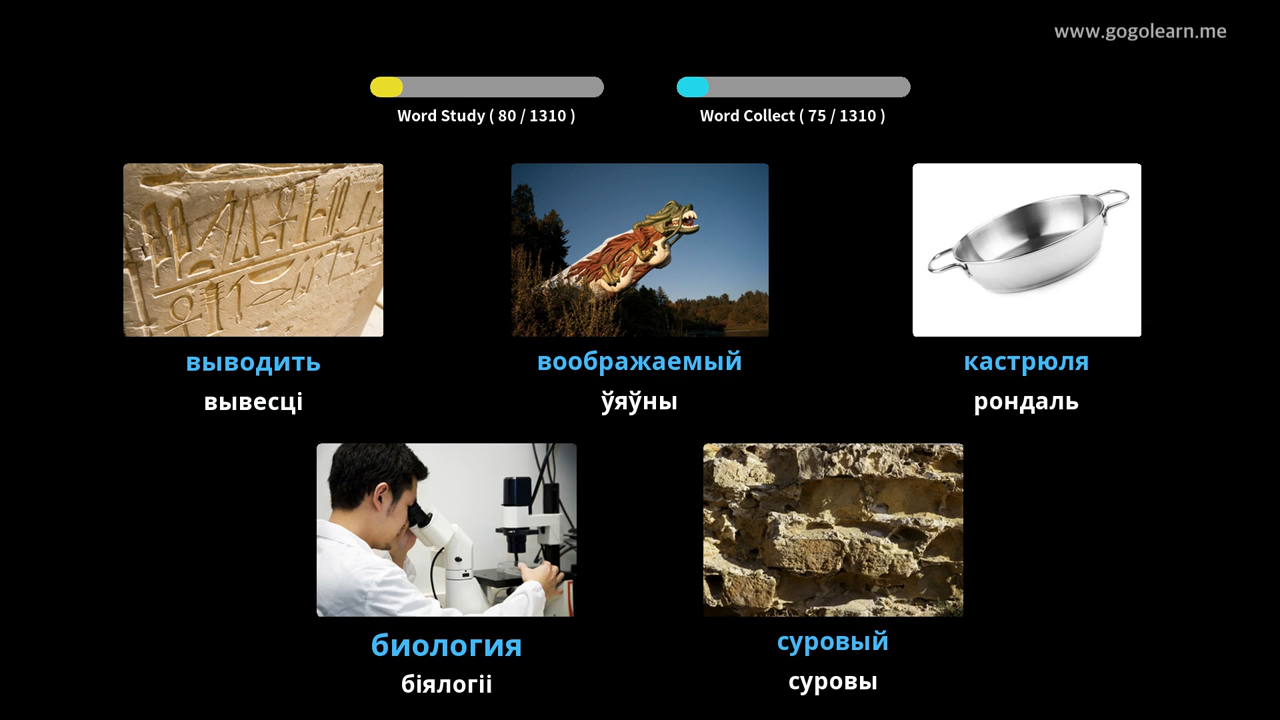 www.gogolearn.me
Word Study ( 80 / 1310 )
Word Collect ( 75 / 1310 )
выводить
вывесці
воображаемый
ўяўны
кастрюля
рондаль
биология
біялогіі
суровый
суровы